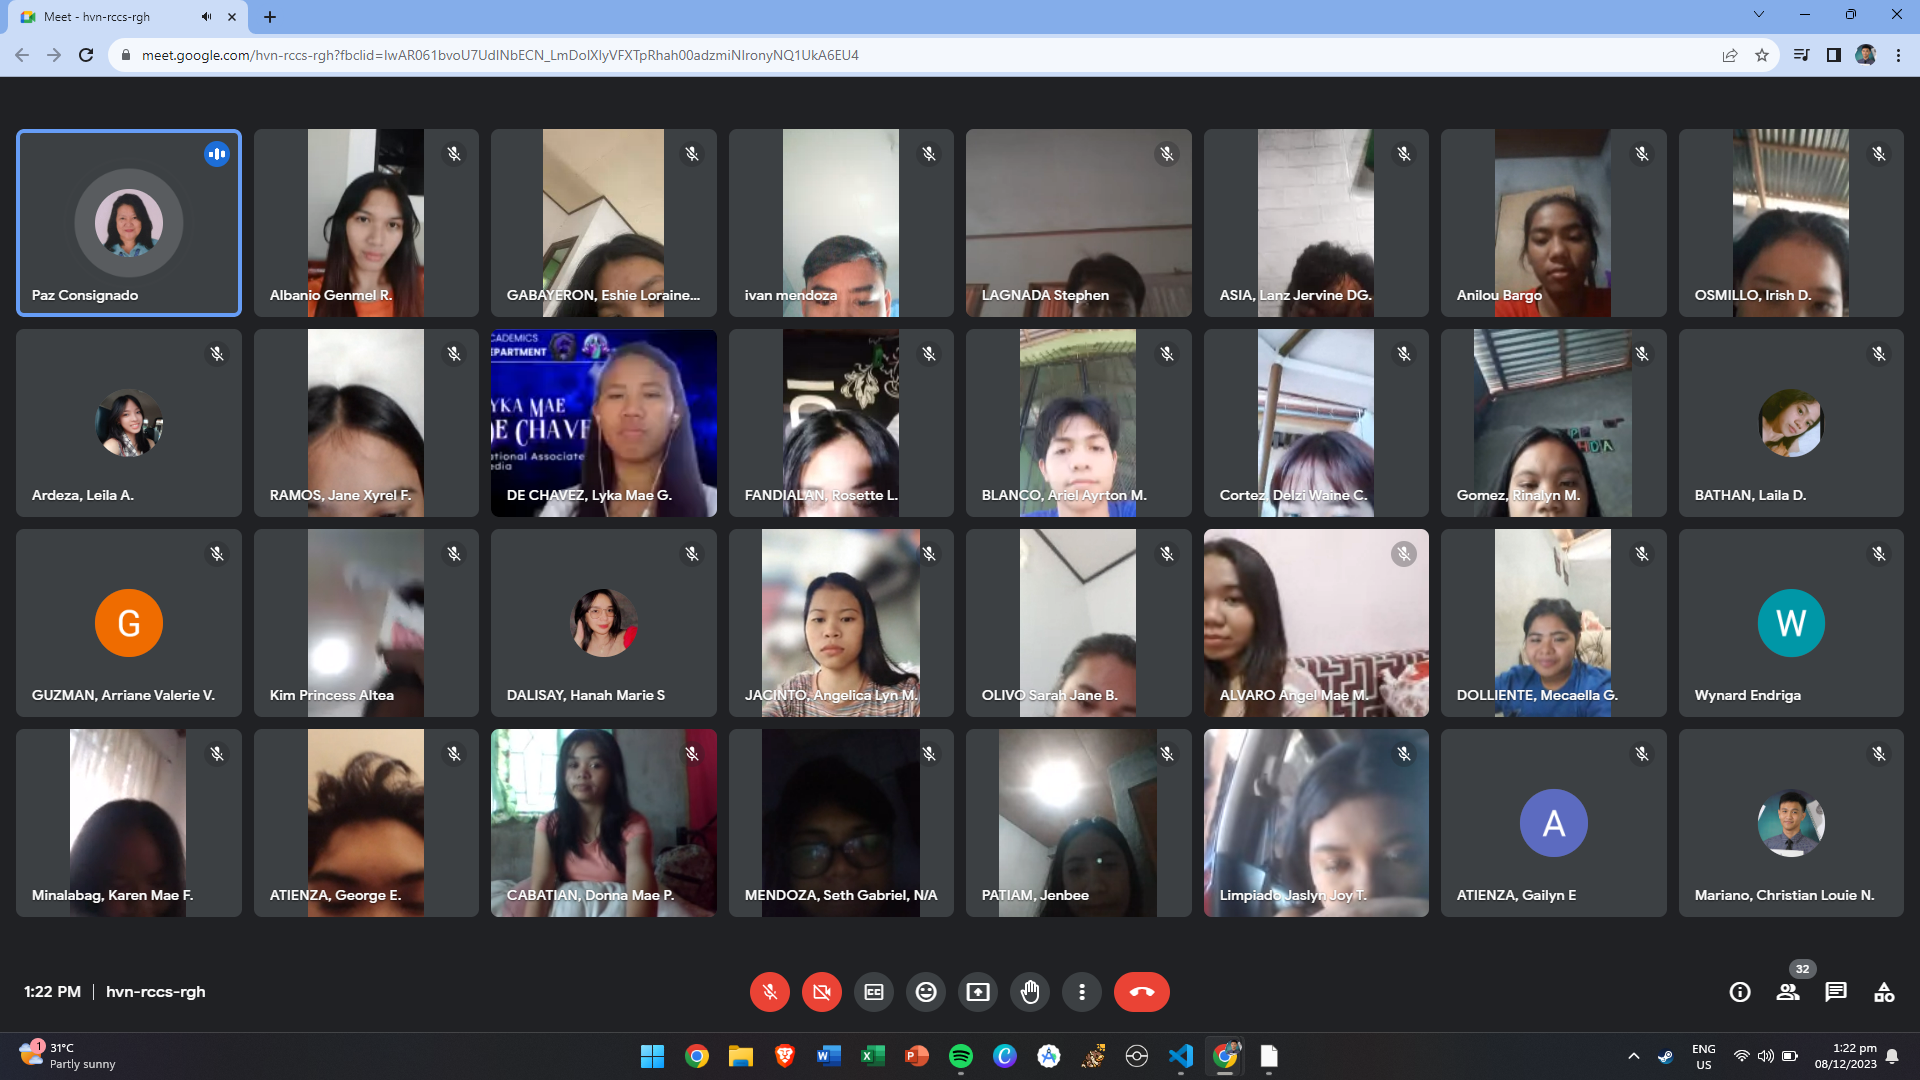 Meet - hvn-rccs-rgh
meet.google.com/hvn-rccs-rgh?fbclid=IwAR061bvoU7UdINbECN_LmDolXIyVFXTpRhah00adzmiNIronyNQ1UkA6EU4
Paz Consignado
Albanio Genmel R.
GABAYERON, Eshie Loraine...
ivan mendoza
LAGNADA Stephen
ASIA, Lanz Jervine DG.
Anilou Bargo
OSMILLO, Irish D.
Ardeza, Leila A.
RAMOS, Jane Xyrel F.
CADEMICS
EPARTMENT
YKA MAE
DE CHAVE
ational Associate
edia
DE CHAVEZ, Lyka Mae G.
FANDIALAN, Rosette L.
BLANCO, Ariel Ayrton M.
Cortez, Delzi Waine C.
Gomez, Rinalyn M.
BATHAN, Laila D.
G
GUZMAN, Arriane Valerie V.
Kim Princess Altea
DALISAY, Hanah Marie S
JACINTO, Angelica Lyn M.
OLIVO Sarah Jane B.
ALVARO Angel Mae M.
DOLLIENTE, Mecaella G.
W
Wynard Endriga
Minalabag, Karen Mae F.
ATIENZA, George E.
CABATIAN, Donna Mae P.
MENDOZA, Seth Gabriel, N/A
PATIAM, Jenbee
Limpiado Jaslyn Joy T.
A
ATIENZA, Gailyn E
Mariano, Christian Louie N.
1:22 PM | hvn-rccs-rgh
32
1
31°C
Partly sunny
ENG
US
1:22 pm
08/12/2023